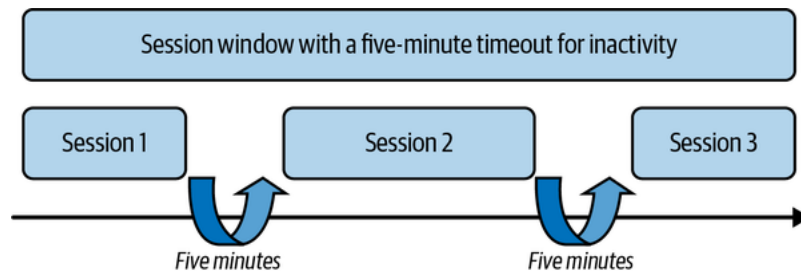 Session window with a five-minute timeout for inactivity
Session 1
Session 2
Session 3
Five minutes
Five minutes